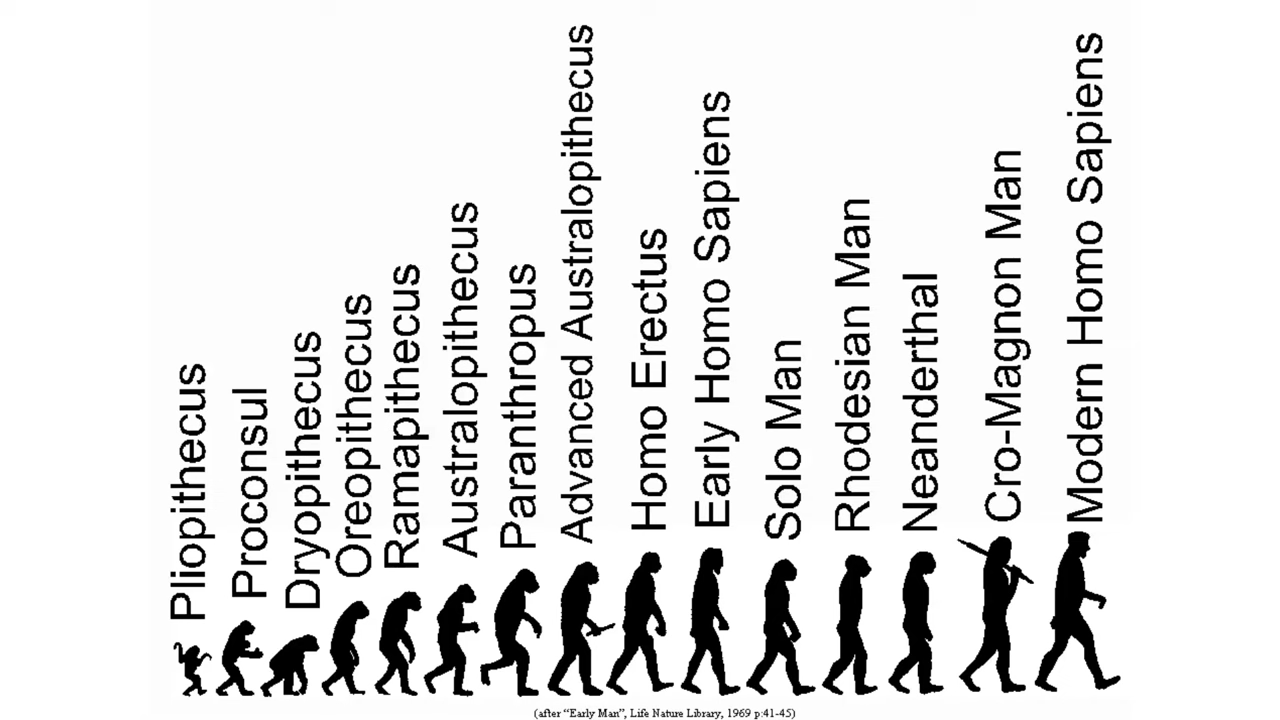 Pliopithecus
Proconsul
Dryopithecus
Oreopithecus
Ramapithecus
Australopithecus
Paranthropus
Advanced Australopithecus
Homo Erectus
Early Homo Sapiens
Solo Man
Rhodesian Man
Neanderthal
Cro-Magnon Man
Modern Homo Sapiens
(after “Early Man”, Life Nature Library, 1969 p:41-45)